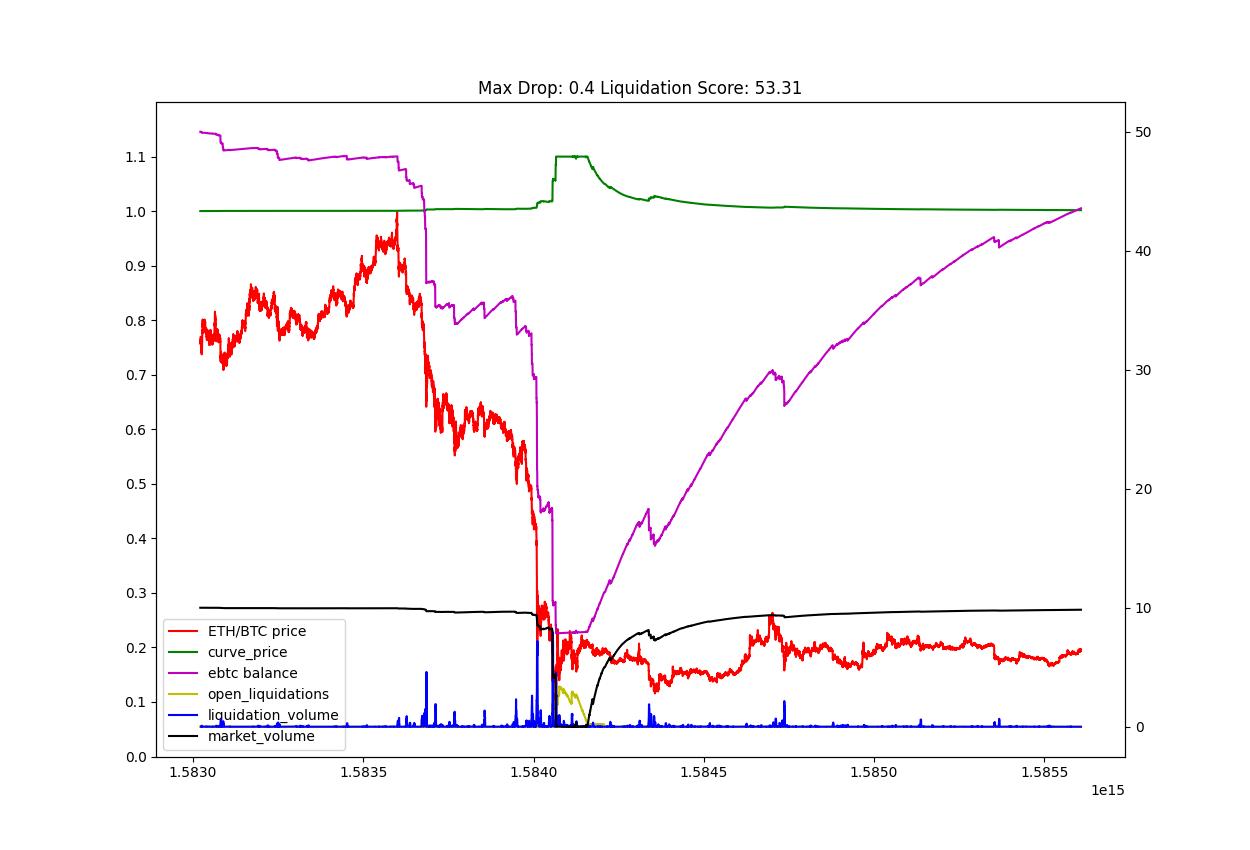 Max Drop: 0.4 Liquidation Score: 53.31
1.1
1.0
0.9
0.8
0.7
0.6
0.5
0.4
0.3
0.2
0.1
0.0
50
40
30
20
10
0
ETH/BTC price
curve_price
ebtc balance
open_liquidations
liquidation_volume
market_volume
1.5830 1.5835 1.5840 1.5845 1.5850 1.5855
1e15